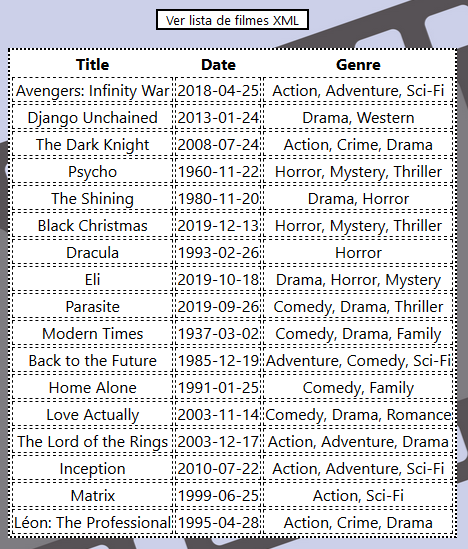 Ver lista de filmes XML
Title Date Genre
Avengers: Infinity War 2018-04-25 Action, Adventure, Sci-Fi
Django Unchained 2013-01-24 Drama, Western
The Dark Knight 2008-07-24 Action, Crime, Drama
Psycho 1960-11-22 Horror, Mystery, Thriller
The Shining 1980-11-20 Drama, Horror
Black Christmas 2019-12-13 Horror, Mystery, Thriller
Dracula 1993-02-26 Horror
Eli 2019-10-18 Drama, Horror, Mystery
Parasite 2019-09-26 Comedy, Drama, Thriller
Modern Times 1937-03-02 Comedy, Drama, Family
Back to the Future 1985-12-19 Adventure, Comedy, Sci-Fi
Home Alone 1991-01-25 Comedy, Family
Love Actually 2003-11-14 Comedy, Drama, Romance
The Lord of the Rings 2003-12-17 Action, Adventure, Drama
Inception 2010-07-22 Action, Adventure, Sci-Fi
Matrix 1999-06-25 Action, Sci-Fi
Léon: The Professional 1995-04-28 Action, Crime, Drama